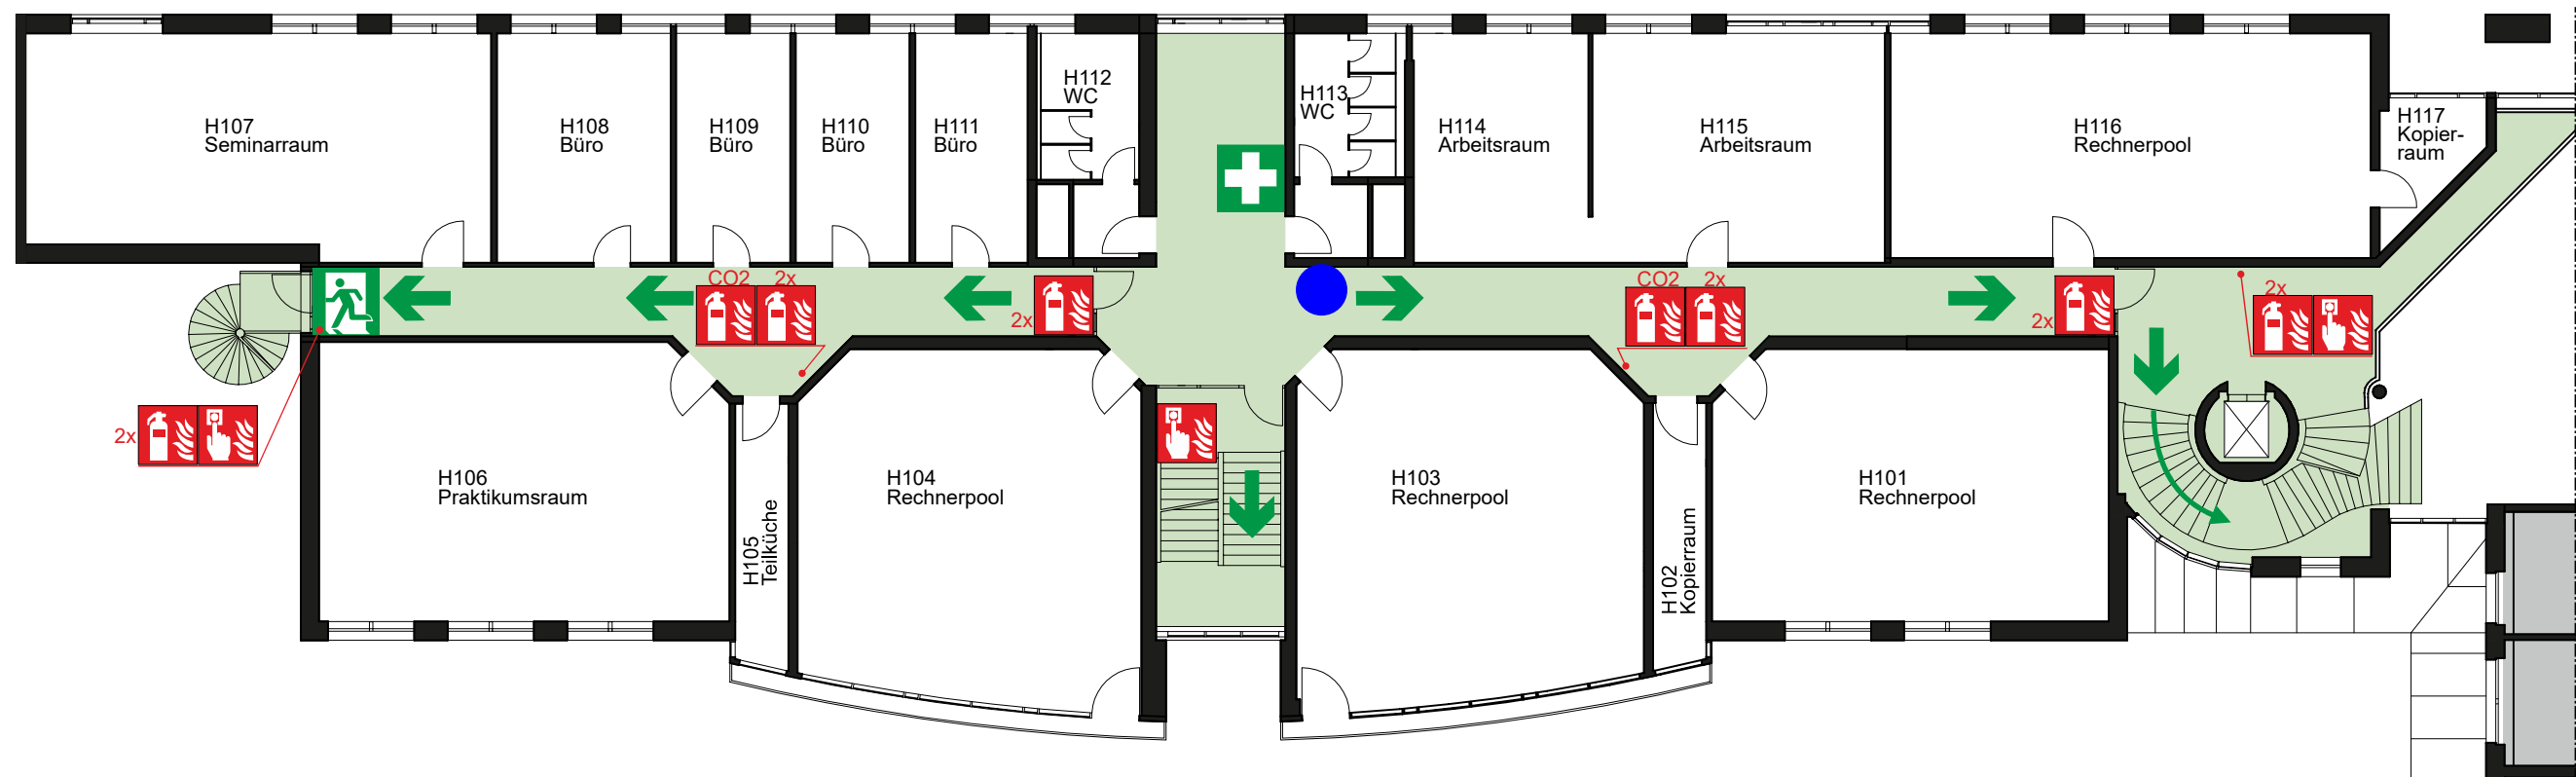 H107
Seminarraum
H108
Büro
H109
Büro
H110
Büro
H111
Büro
H112
WC
H113
WC
H114
Arbeitsraum
H115
Arbeitsraum
H116
Rechnerpool
H117
Kopier-
raum
CO2 2x
2x
CO2 2x
2x
2x
2x
H106
Praktikumsraum
H105
Teilküche
H104
Rechnerpool
H103
Rechnerpool
H102
Kopierraum
H101
Rechnerpool